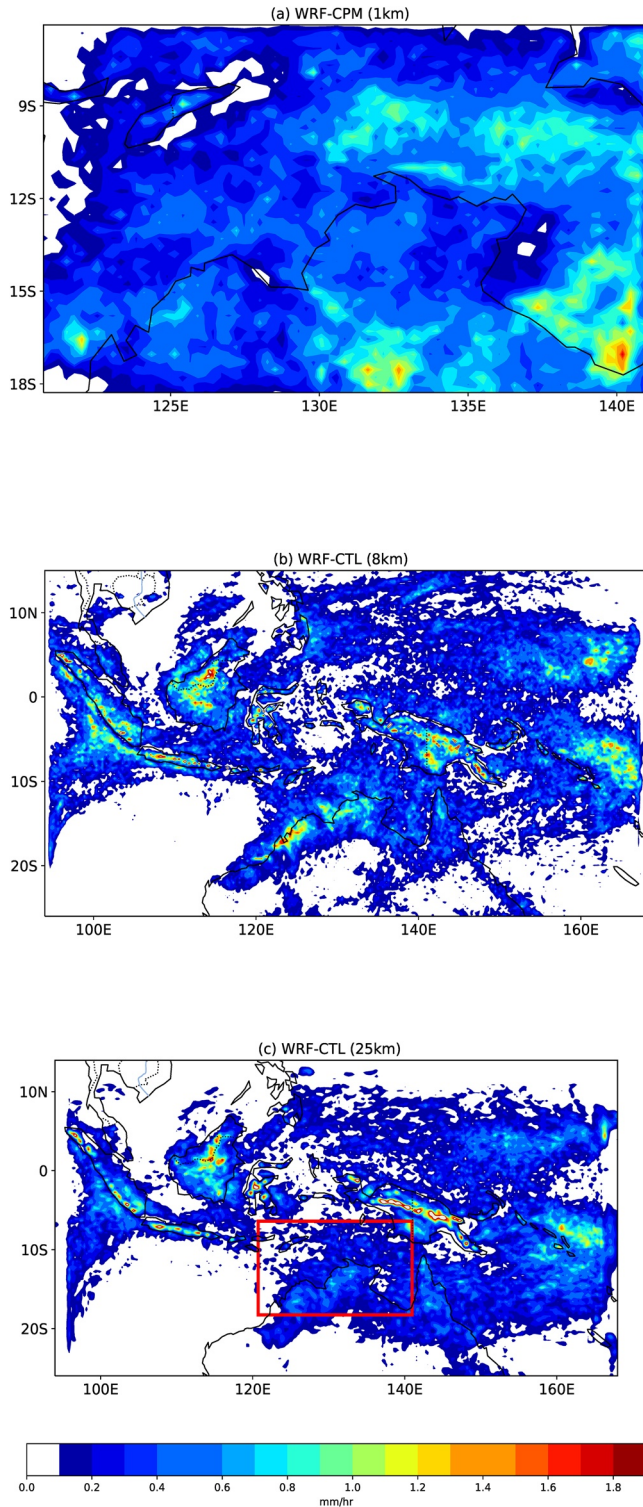 (a) WRF-CPM (1km)
9S
12S
15S
18S
125E 130E 135E 140E
(b) WRF-CTL (8km)
10N
0
10S
20S
100E 120E 140E 160E
(c) WRF-CTL (25km)
10N
0
10S
20S
100E 120E 140E 160E
0.0 0.2 0.4 0.6 0.8 1.0 1.2 1.4 1.6 1.8
mm/hr